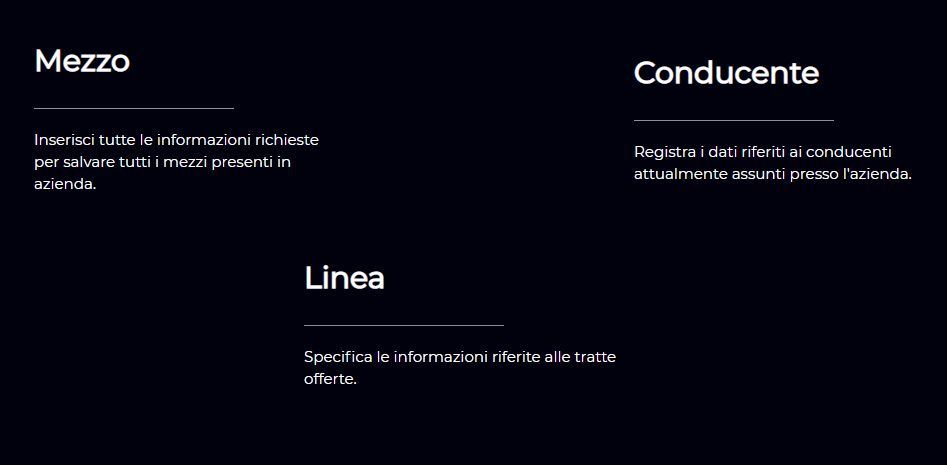 Mezzo
Inserisci tutte le informazioni richieste
per salvare tutti i mezzi presenti in
azienda.
Conducente
Registra i dati riferiti ai conducenti
attualmente assunti presso l'azienda.
Linea
Specifica le informazioni riferite alle tratte
offerte.